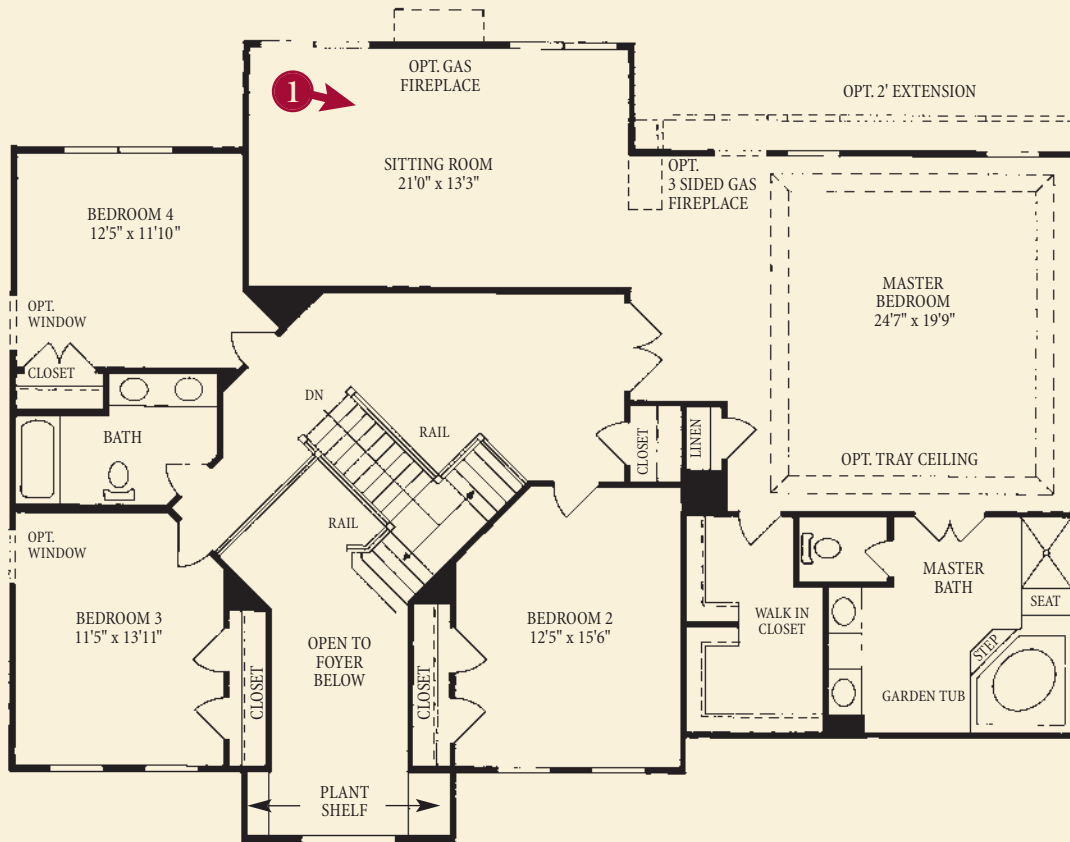 OPT. GAS
FIREPLACE
1
OPT. 2' EXTENSION
SITTING ROOM
21'0" x 13'3"
OPT.
3 SIDED GAS
FIREPLACE
BEDROOM 4
12'5" x 11'10"
MASTER
BEDROOM
24'7" x 19'9"
OPT.
WINDOW
CLOSET
DN
RAIL
BATH
CLOSET
LINEN
OPT. TRAY CEILING
RAIL
OPT.
WINDOW
MASTER
BATH
SEAT
BEDROOM 3
11'5" x 13'11"
BEDROOM 2
12'5" x 15'6"
WALK IN
CLOSET
OPEN TO
FOYER
BELOW
CLOSET
CLOSET
STEP
GARDEN TUB
PLANT
SHELF